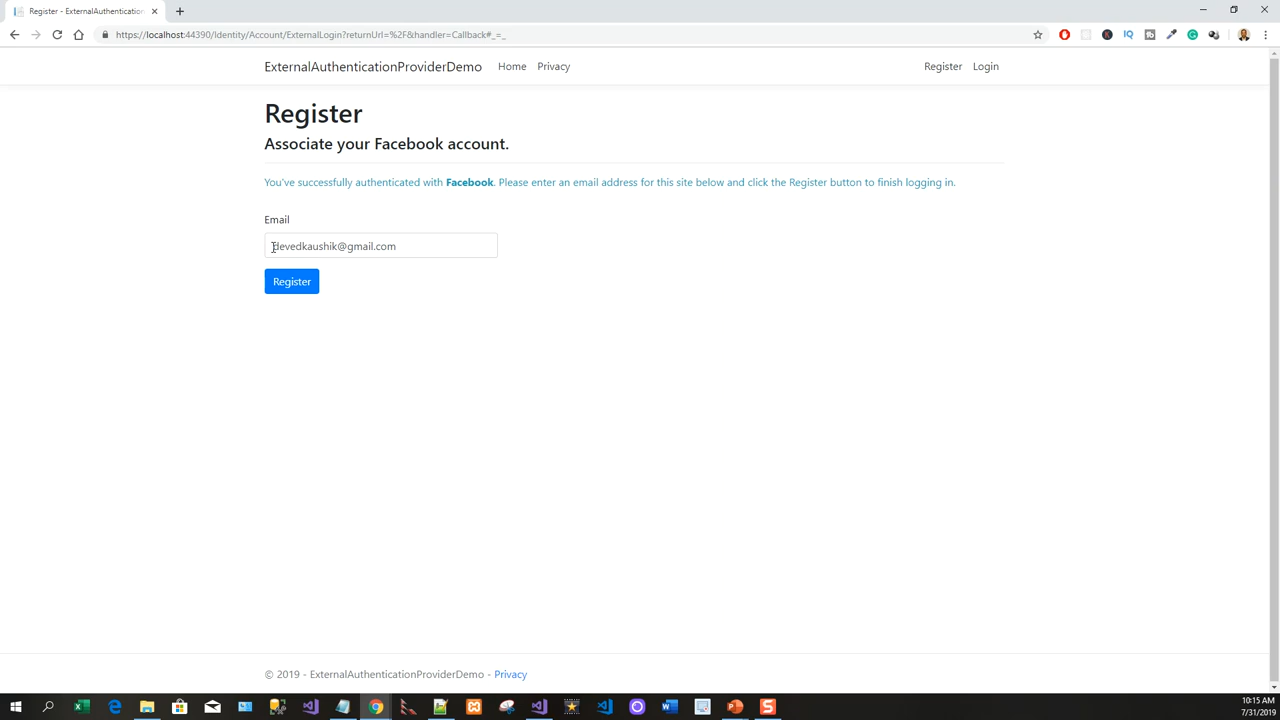 Register - ExternalAuthentication
https://localhost:44390/Identity/Account/ExternalLogin?returnUrl=%2F&handler=Callback#_=_
ExternalAuthenticationProviderDemo Home Privacy Register Login
Register
Associate your Facebook account.
You've successfully authenticated with Facebook. Please enter an email address for this site below and click the Register button to finish logging in.
Email
devedkaushik@gmail.com
Register
© 2019 - ExternalAuthenticationProviderDemo - Privacy
10:15 AM
7/31/2019